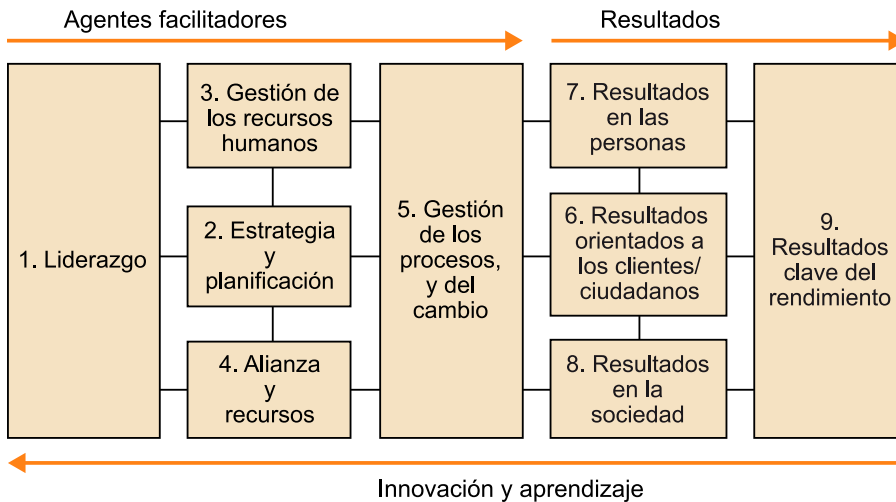 Agentes facilitadores
Resultados
1. Liderazgo
3. Gestión de
los recursos
humanos
2. Estrategia
y
planificación
4. Alianza
y
recursos
5. Gestión
de los
procesos,
y del
cambio
7. Resultados
en las
personas
6. Resultados
orientados a
los clientes/
ciudadanos
8. Resultados
en la
sociedad
9.
Resultados
clave del
rendimiento
Innovación y aprendizaje